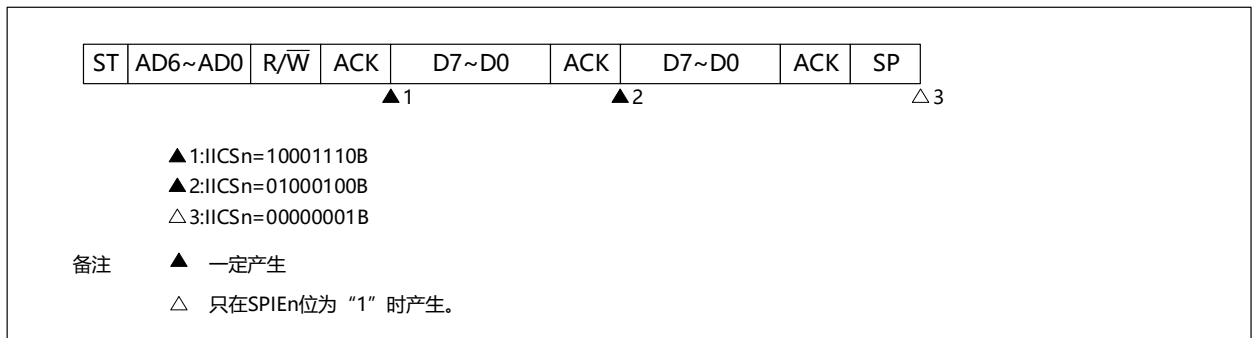 ST AD6~AD0 R/W̅ ACK D7~D0 ACK D7~D0 ACK SP
▲1 ▲2 △3
▲1:IICSn=10001110B
▲2:IICSn=01000100B
△3:IICSn=00000001B
备注 ▲ 一定产生
△ 只在SPIEn位为“1”时产生。